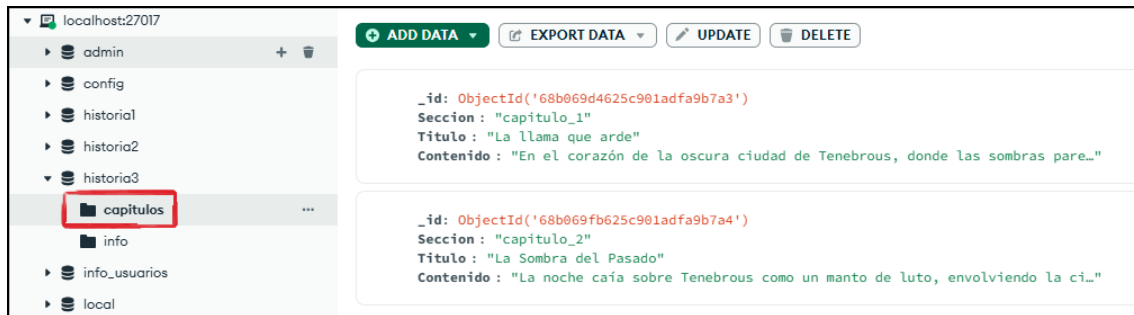 localhost:27017
admin
config
historia1
historia2
historia3
capitulos
info
info_usuarios
local
ADD DATA
EXPORT DATA
UPDATE
DELETE
_id: ObjectId('68b069d4625c901adfa9b7a3')
Seccion : "capitulo_1"
Titulo : "La llama que arde"
Contenido : "En el corazón de la oscura ciudad de Tenebrous, donde las sombras pare…"
_id: ObjectId('68b069fb625c901adfa9b7a4')
Seccion : "capitulo_2"
Titulo : "La Sombra del Pasado"
Contenido : "La noche caía sobre Tenebrous como un manto de luto, envolviendo la ci…"